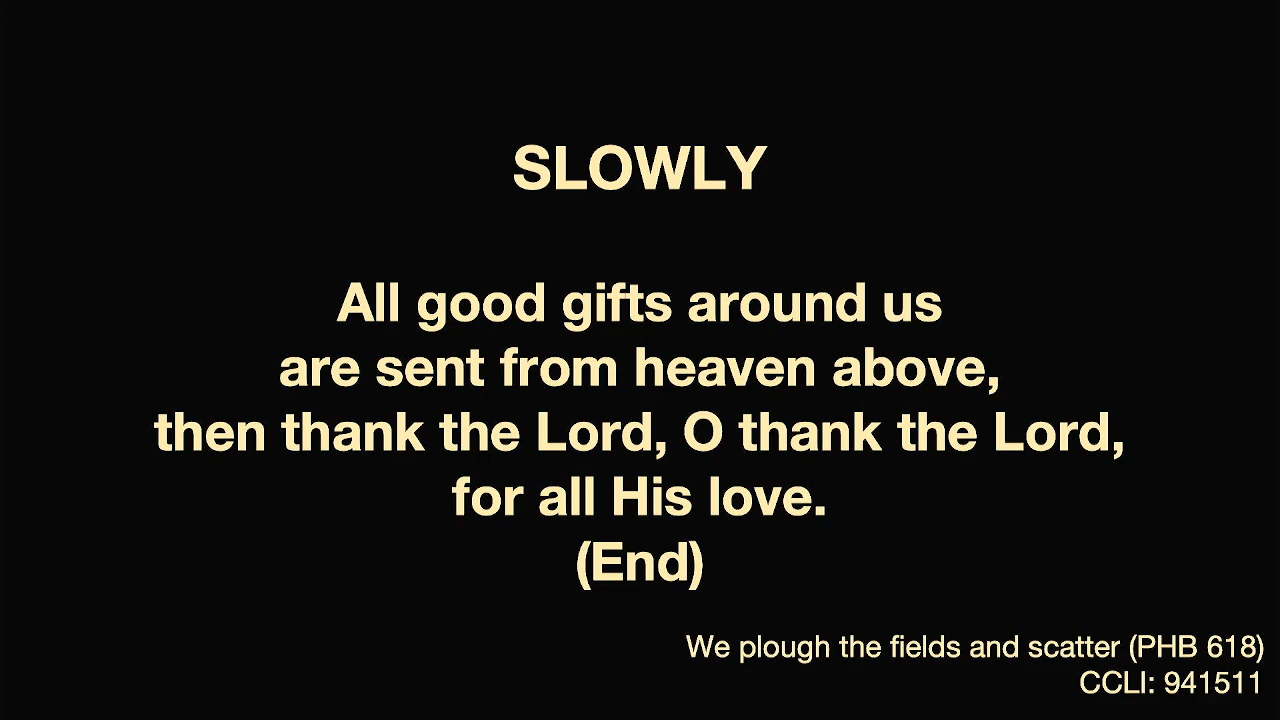 SLOWLY
All good gifts around us
are sent from heaven above,
then thank the Lord, O thank the Lord,
for all His love.
(End)
We plough the fields and scatter (PHB 618)
CCLI: 941511